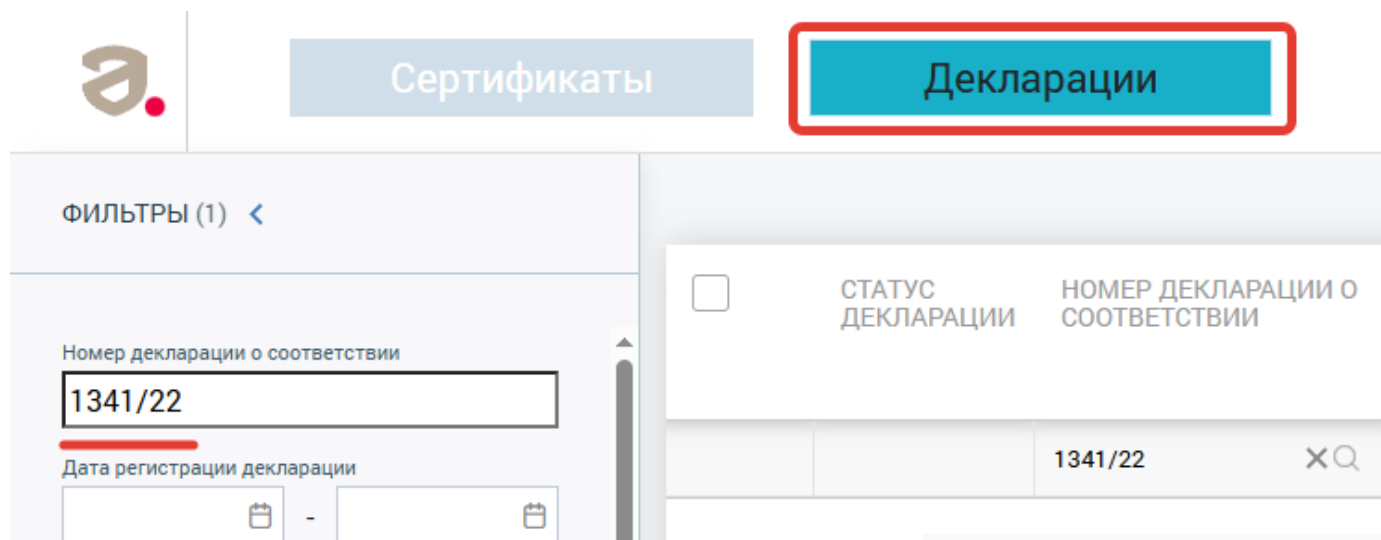 Сертификаты
Декларации
ФИЛЬТРЫ (1)
СТАТУС
ДЕКЛАРАЦИИ
НОМЕР ДЕКЛАРАЦИИ О
СООТВЕТСТВИИ
Номер декларации о соответствии
1341/22
1341/22
Дата регистрации декларации
-